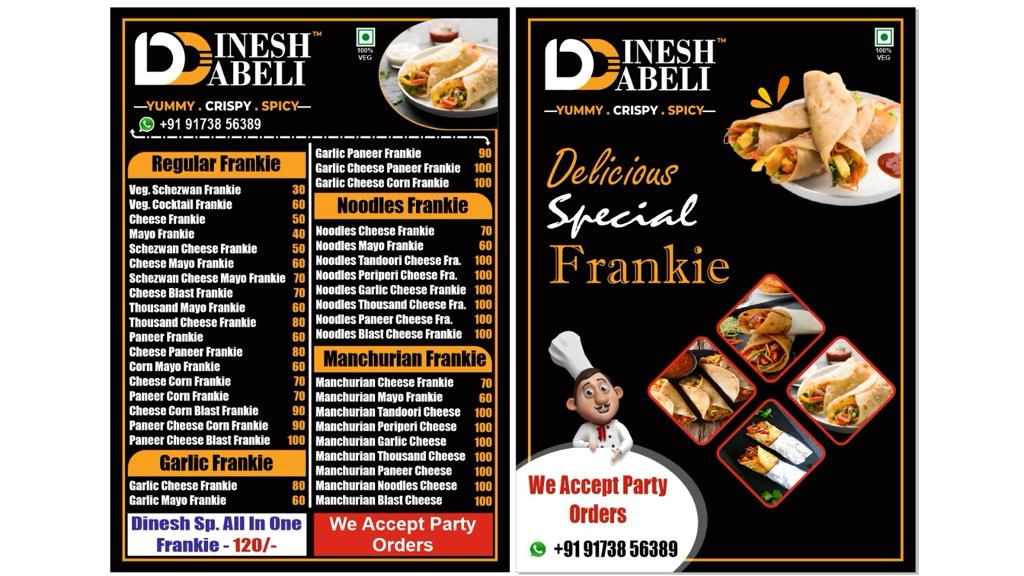 DINESH™
DABELI
YUMMY . CRISPY . SPICY
+91 91738 56389
100%
VEG
Regular Frankie
Veg. Schezwan Frankie 30
Veg. Cocktail Frankie 60
Cheese Frankie 50
Mayo Frankie 40
Schezwan Cheese Frankie 50
Cheese Mayo Frankie 60
Schezwan Cheese Mayo Frankie 70
Cheese Blast Frankie 70
Thousand Mayo Frankie 60
Thousand Cheese Frankie 80
Paneer Frankie 60
Cheese Paneer Frankie 80
Corn Mayo Frankie 60
Cheese Corn Frankie 70
Paneer Corn Frankie 70
Cheese Corn Blast Frankie 90
Paneer Cheese Corn Frankie 90
Paneer Cheese Blast Frankie 100
Garlic Frankie
Garlic Cheese Frankie 80
Garlic Mayo Frankie 60
Garlic Paneer Frankie 90
Garlic Cheese Paneer Frankie 100
Garlic Cheese Corn Frankie 100
Noodles Frankie
Noodles Cheese Frankie 70
Noodles Mayo Frankie 60
Noodles Tandoori Cheese Fra. 100
Noodles Periperi Cheese Fra. 100
Noodles Garlic Cheese Frankie 100
Noodles Thousand Cheese Fra. 100
Noodles Paneer Cheese Fra. 100
Noodles Blast Cheese Frankie 100
Manchurian Frankie
Manchurian Cheese Frankie 70
Manchurian Mayo Frankie 60
Manchurian Tandoori Cheese 100
Manchurian Periperi Cheese 100
Manchurian Garlic Cheese 100
Manchurian Thousand Cheese 100
Manchurian Paneer Cheese 100
Manchurian Noodles Cheese 100
Manchurian Blast Cheese 100
Dinesh Sp. All In One
Frankie - 120/-
We Accept Party
Orders
DINESH™
DABELI
YUMMY . CRISPY . SPICY
100%
VEG
Delicious
Special
Frankie
We Accept Party
Orders
+91 91738 56389